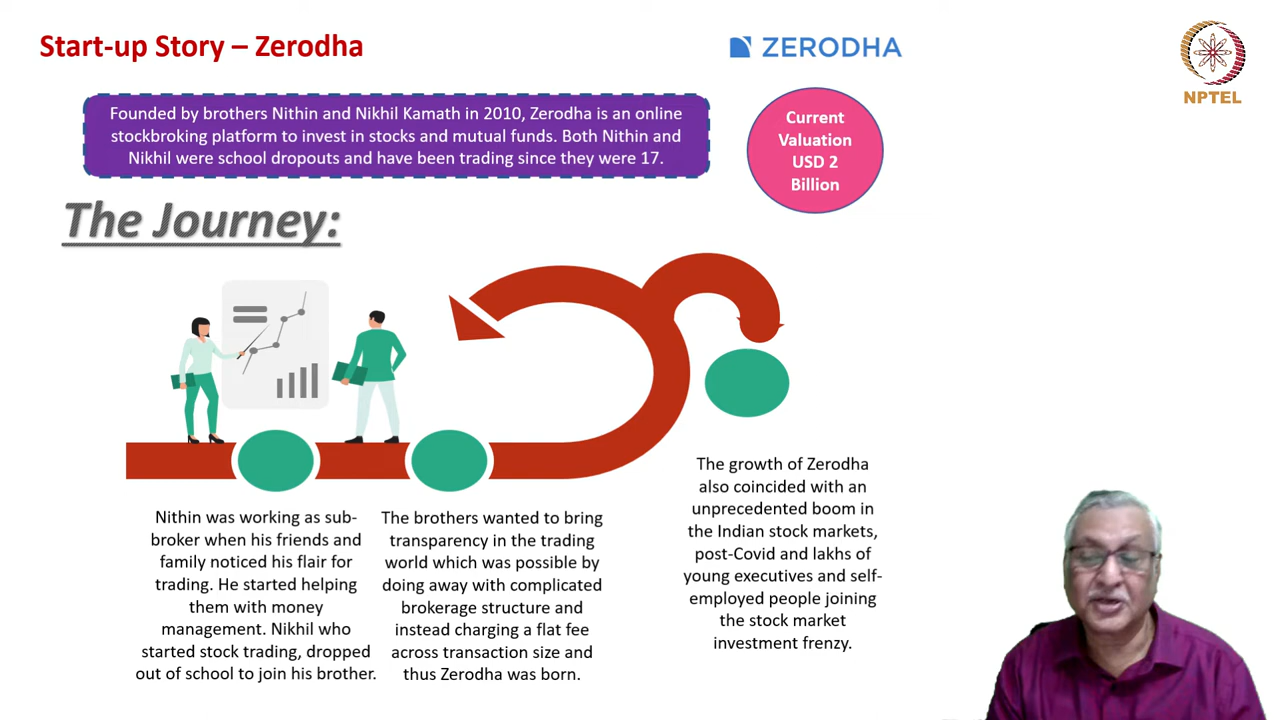 Start-up Story – Zerodha
ZERODHA
NPTEL
Founded by brothers Nithin and Nikhil Kamath in 2010, Zerodha is an online
stockbroking platform to invest in stocks and mutual funds. Both Nithin and
Nikhil were school dropouts and have been trading since they were 17.
Current
Valuation
USD 2
Billion
The Journey:
Nithin was working as sub-
broker when his friends and
family noticed his flair for
trading. He started helping
them with money
management. Nikhil who
started stock trading, dropped
out of school to join his brother.
The brothers wanted to bring
transparency in the trading
world which was possible by
doing away with complicated
brokerage structure and
instead charging a flat fee
across transaction size and
thus Zerodha was born.
The growth of Zerodha
also coincided with an
unprecedented boom in
the Indian stock markets,
post-Covid and lakhs of
young executives and self-
employed people joining
the stock market
investment frenzy.